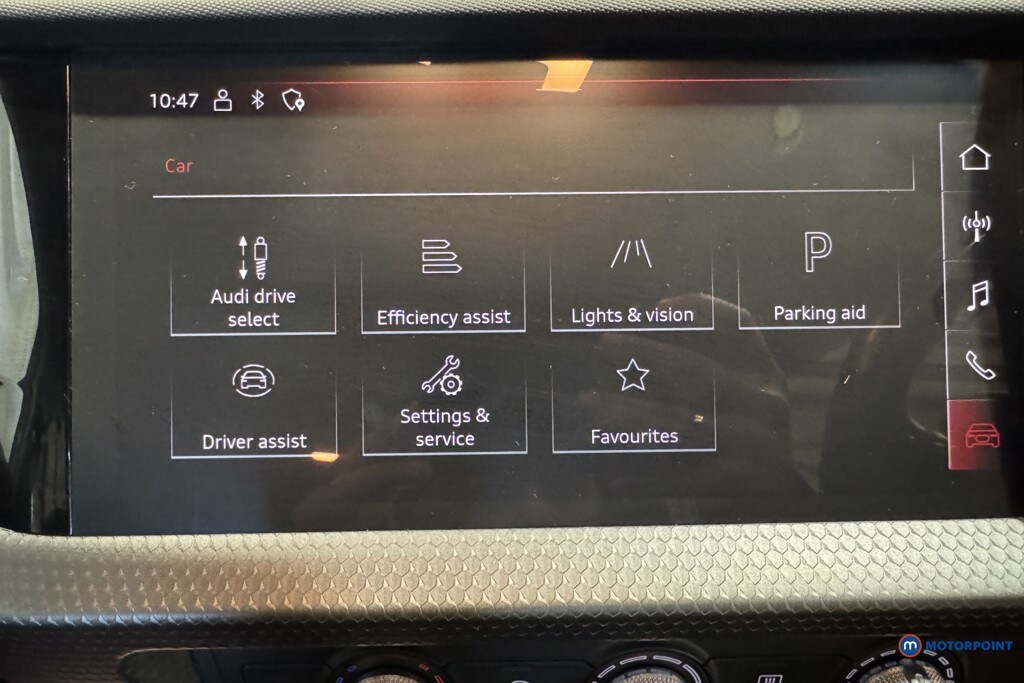 10:47
Car
Audi drive
select
Efficiency assist
Lights & vision
P
Parking aid
Driver assist
Settings &
service
Favourites
M MOTORPOINT